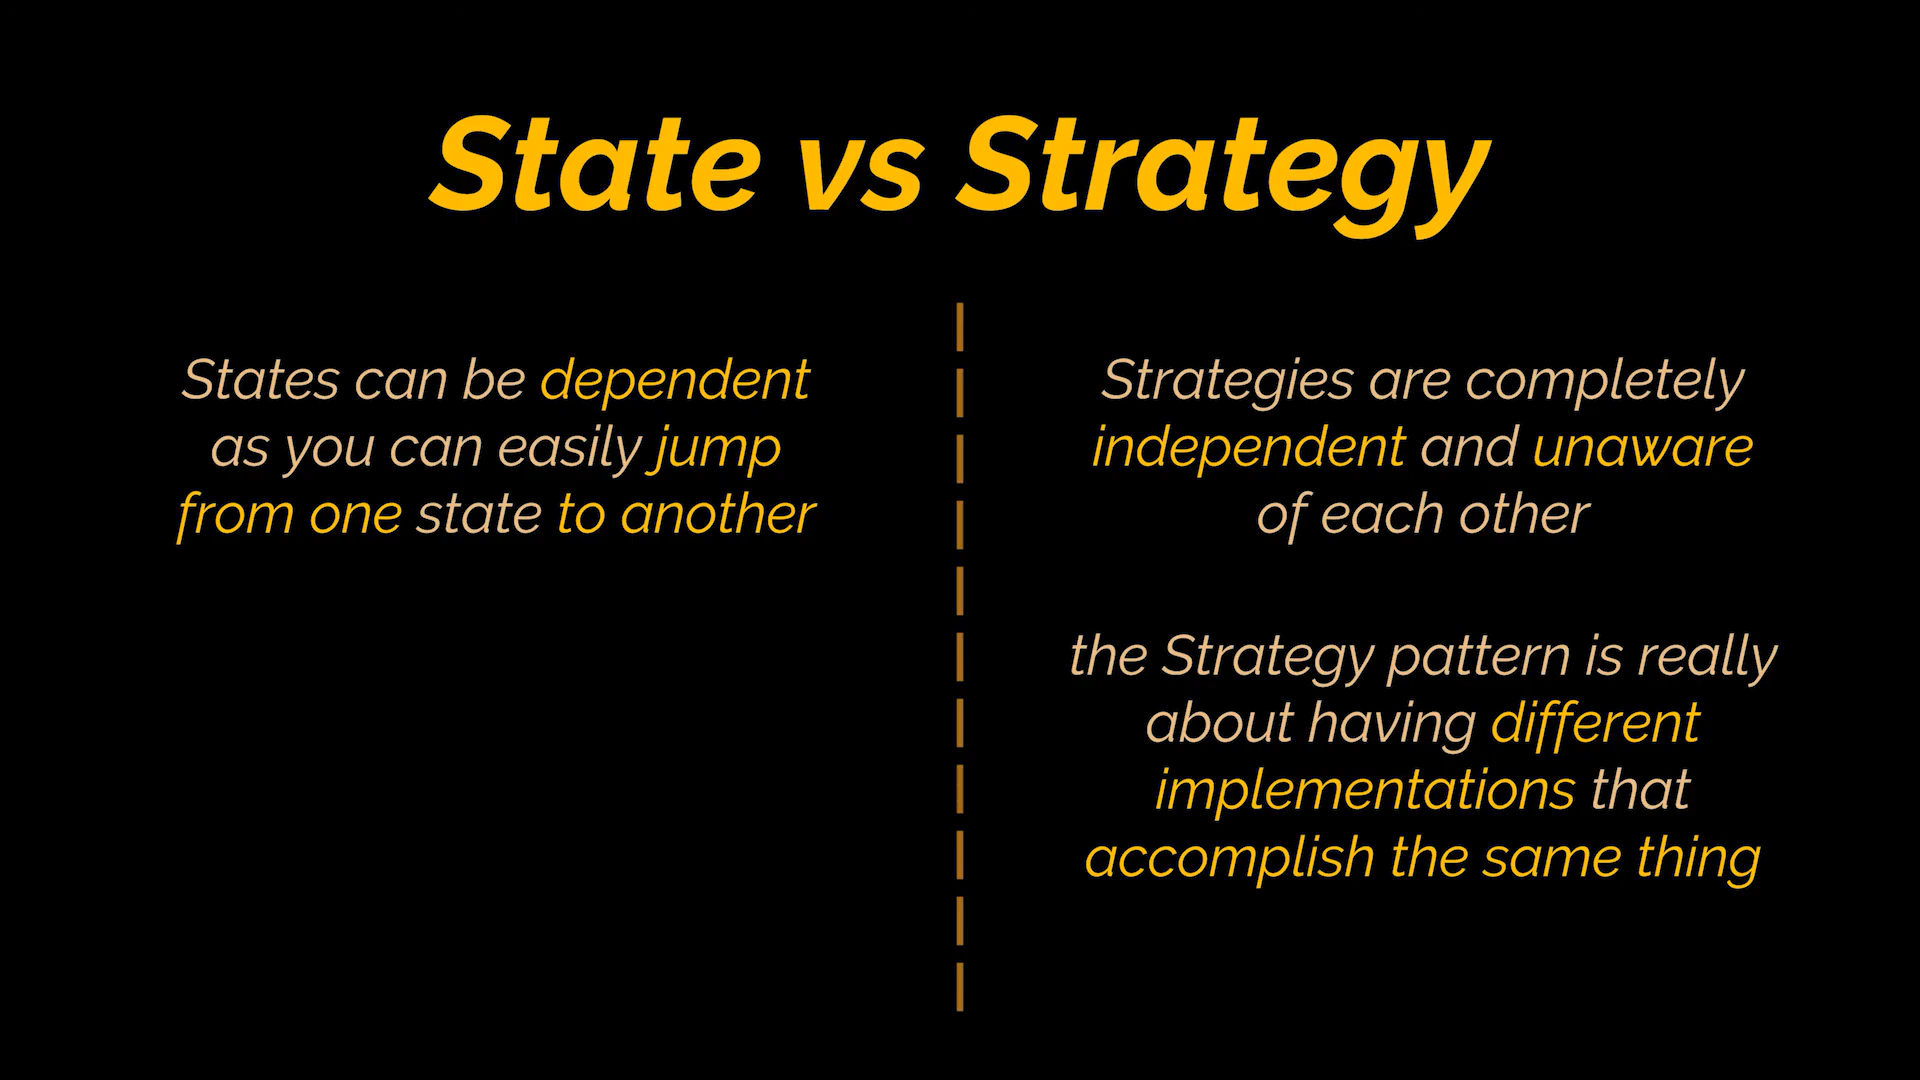 State vs Strategy
States can be dependent
as you can easily jump
from one state to another
Strategies are completely
independent and unaware
of each other
the Strategy pattern is really
about having different
implementations that
accomplish the same thing